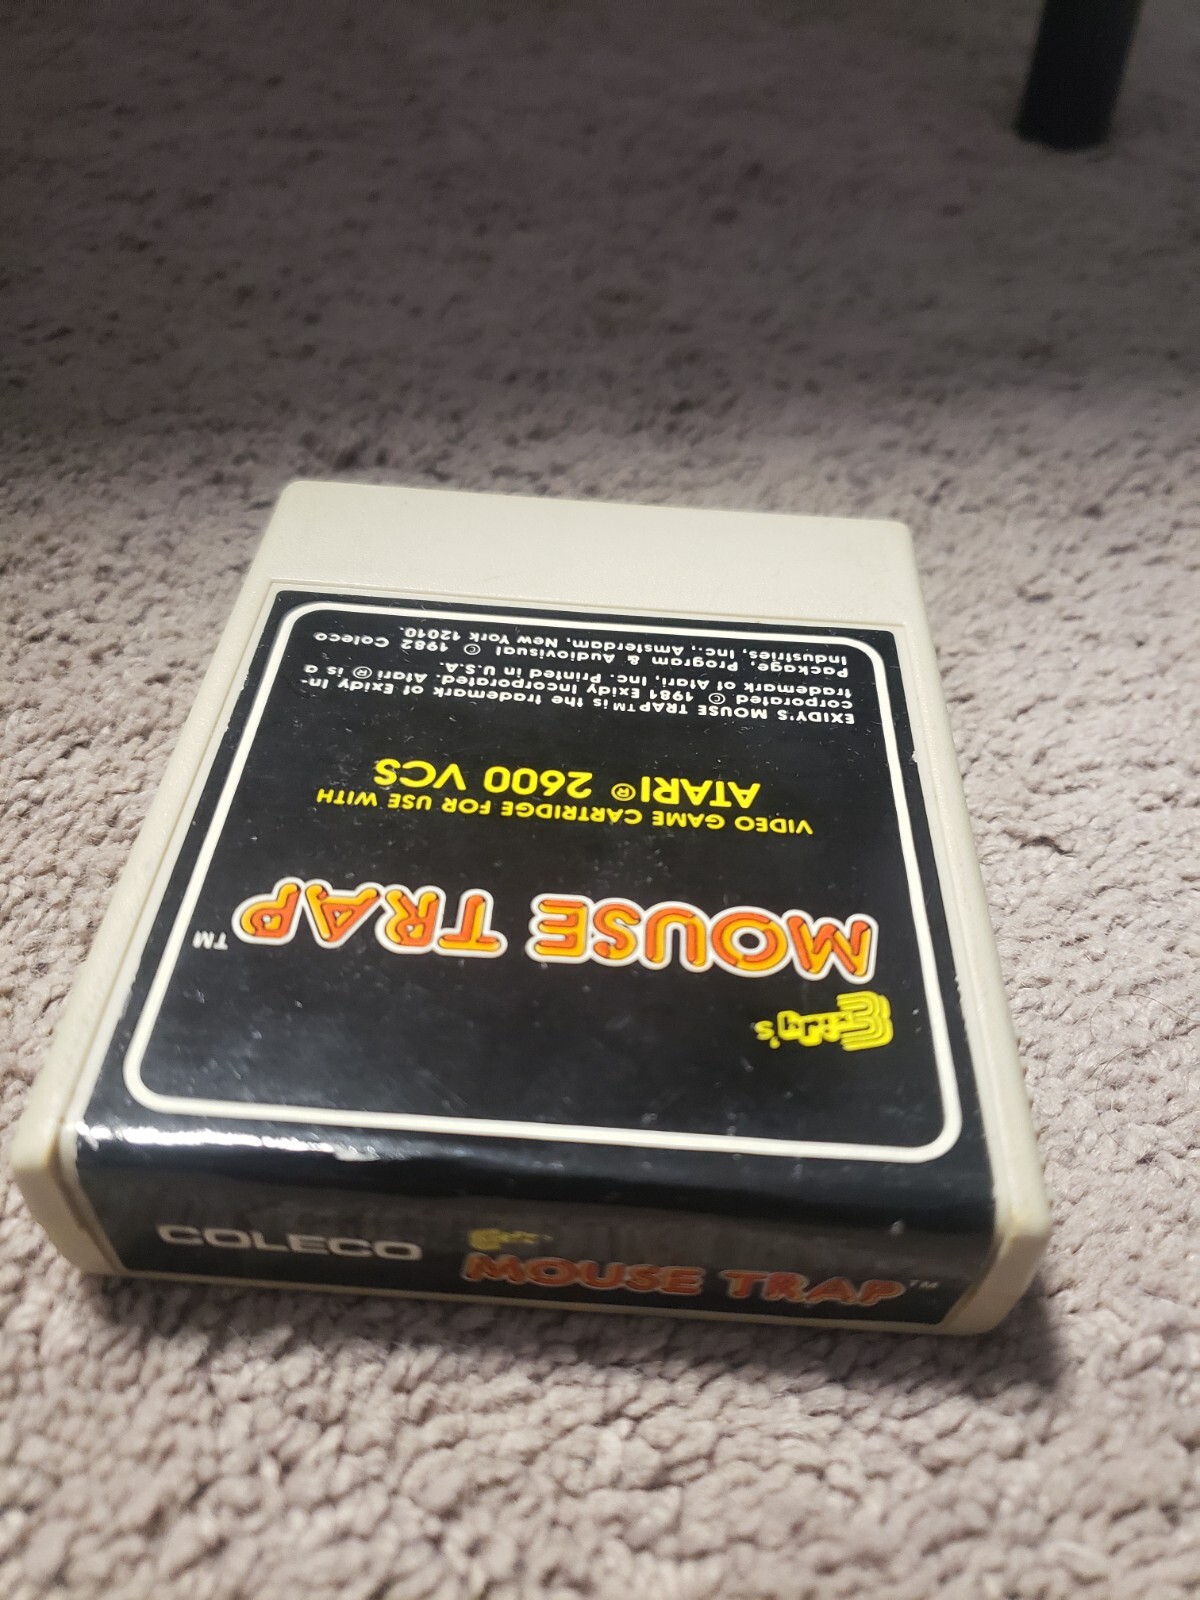 Exidy's
MOUSE TRAP™
VIDEO GAME CARTRIDGE FOR USE WITH
ATARI® 2600 VCS
EXIDY'S MOUSE TRAP™ is the trademark of Exidy In-
corporated © 1981 Exidy Incorporated. Atari ® is a
trademark of Atari, Inc. Printed in U.S.A.
Package, Program & Audiovisual © 1982 Coleco
Industries, Inc., Amsterdam, New York 12010.
COLECO
Exidy's
MOUSE TRAP™